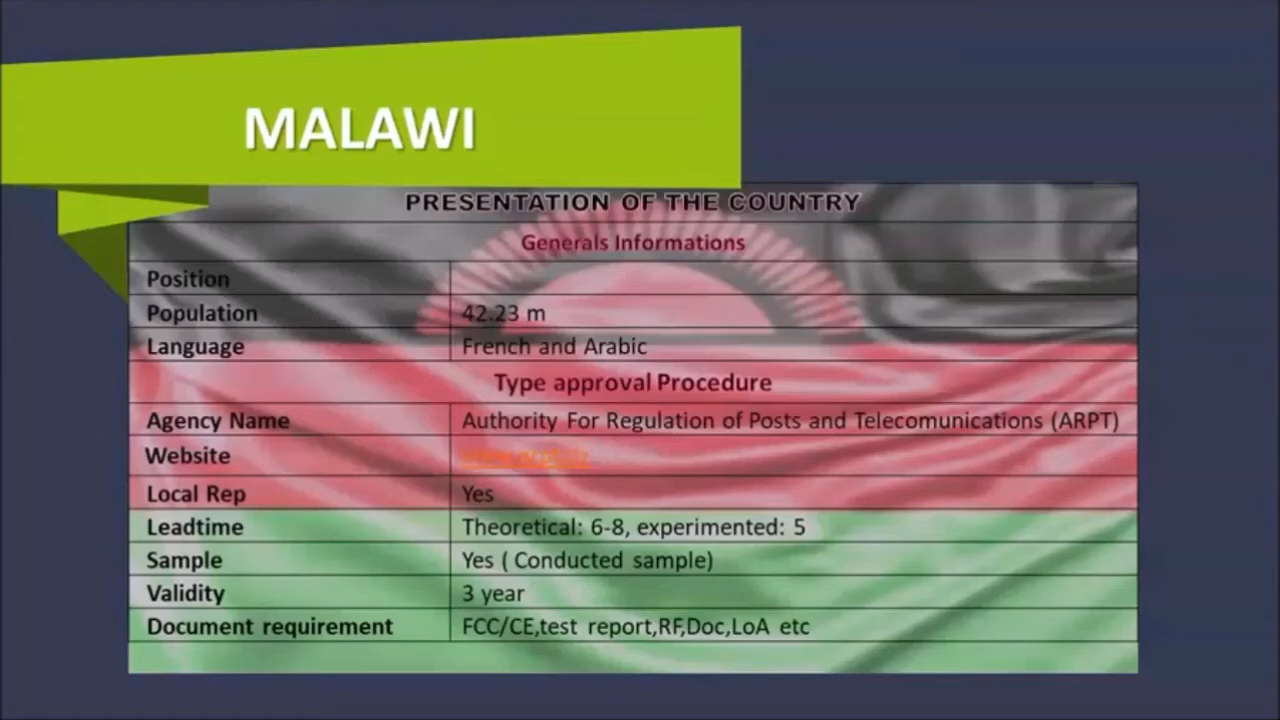 MALAWI
PRESENTATION OF THE COUNTRY
Generals Informations
Position
Population 42.23 m
Language French and Arabic
Type approval Procedure
Agency Name Authority For Regulation of Posts and Telecomunications (ARPT)
Website
Local Rep Yes
Leadtime Theoretical: 6-8, experimented: 5
Sample Yes ( Conducted sample)
Validity 3 year
Document requirement FCC/CE,test report,RF,Doc,LoA etc